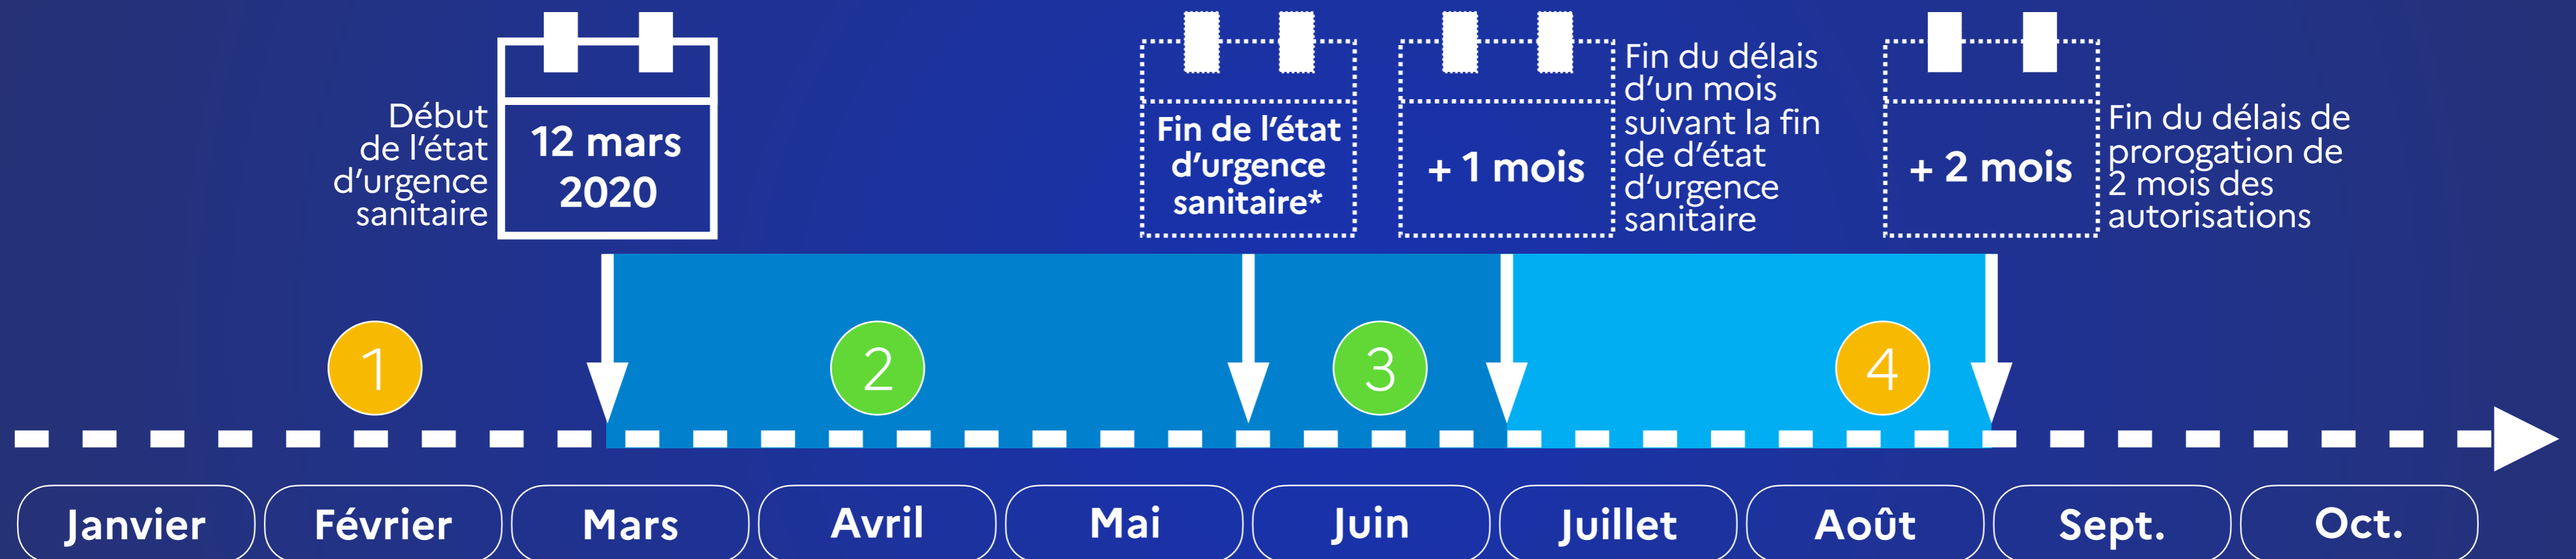 Début
de l’état
d’urgence
sanitaire
12 mars
2020
Fin de l’état
d’urgence
sanitaire*
+ 1 mois
Fin du délais
d’un mois
suivant la fin
de d’état
d’urgence
sanitaire
+ 2 mois
Fin du délais de
prorogation de
2 mois des
autorisations
1
2
3
4
Janvier
Février
Mars
Avril
Mai
Juin
Juillet
Août
Sept.
Oct.